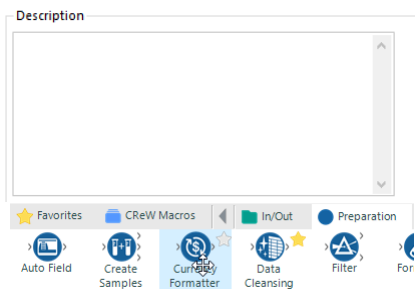 Description
Favorites
CReW Macros
In/Out
Preparation
Auto Field
Create
Samples
Formatter
Data
Cleansing
Filter